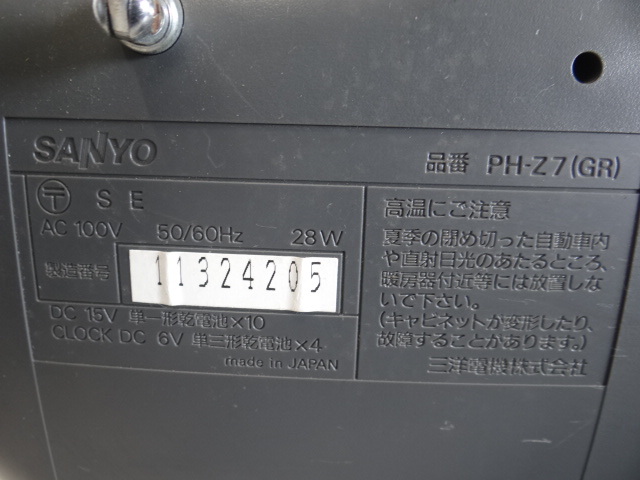 SANYO
品番 PH-Z7(GR)
〒 S E
AC 100V 50/60Hz 28W
製造番号 11324205
DC 15V 単一形乾電池×10
CLOCK DC 6V 単三形乾電池×4
made in JAPAN
高温にご注意
夏季の閉め切った自動車内
や直射日光のあたるところ、
暖房器付近等には放置しな
いで下さい。
(キャビネットが変形したり、
故障することがあります。)
三洋電機株式会社